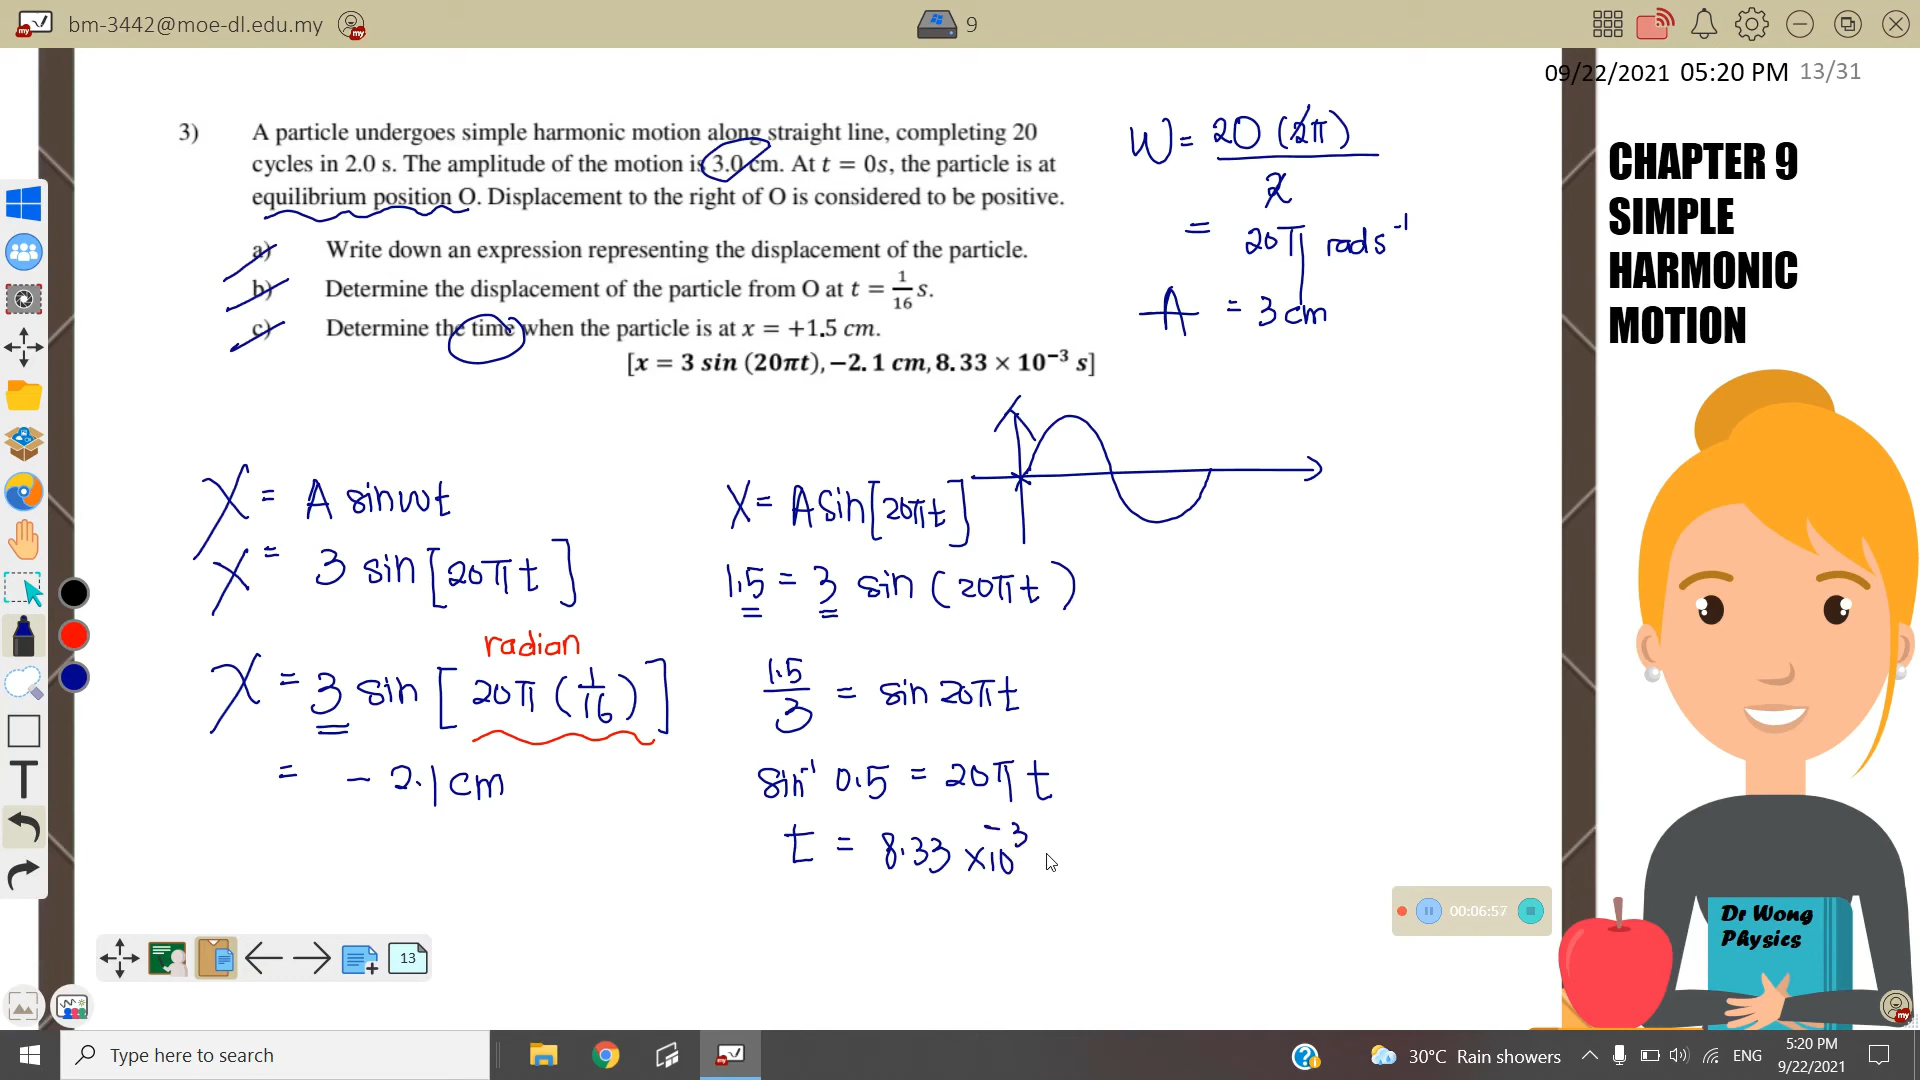 bm-3442@moe-dl.edu.my
9
09/22/2021 05:20 PM 13/31
CHAPTER 9
SIMPLE
HARMONIC
MOTION
3) A particle undergoes simple harmonic motion along straight line, completing 20
cycles in 2.0 s. The amplitude of the motion is 3.0 cm. At t = 0s, the particle is at
equilibrium position O. Displacement to the right of O is considered to be positive.
a) Write down an expression representing the displacement of the particle.
b) Determine the displacement of the particle from O at t = 1/16 s.
c) Determine the time when the particle is at x = +1.5 cm.
[x = 3 sin (20πt), −2.1 cm, 8.33 × 10⁻³ s]
W = 20 (2π) / 2
= 20π rad s⁻¹
A = 3 cm
x = A sin wt
x = 3 sin [20π t]
radian
x = 3 sin [20π (1/16)]
= - 2.1 cm
x = A sin [20π t]
1.5 = 3 sin (20π t)
1.5/3 = sin 20π t
sin⁻¹ 0.5 = 20π t
t = 8.33 × 10⁻³
00:06:57
Dr Wong
Physics
13
Type here to search
30°C Rain showers
ENG
5:20 PM
9/22/2021